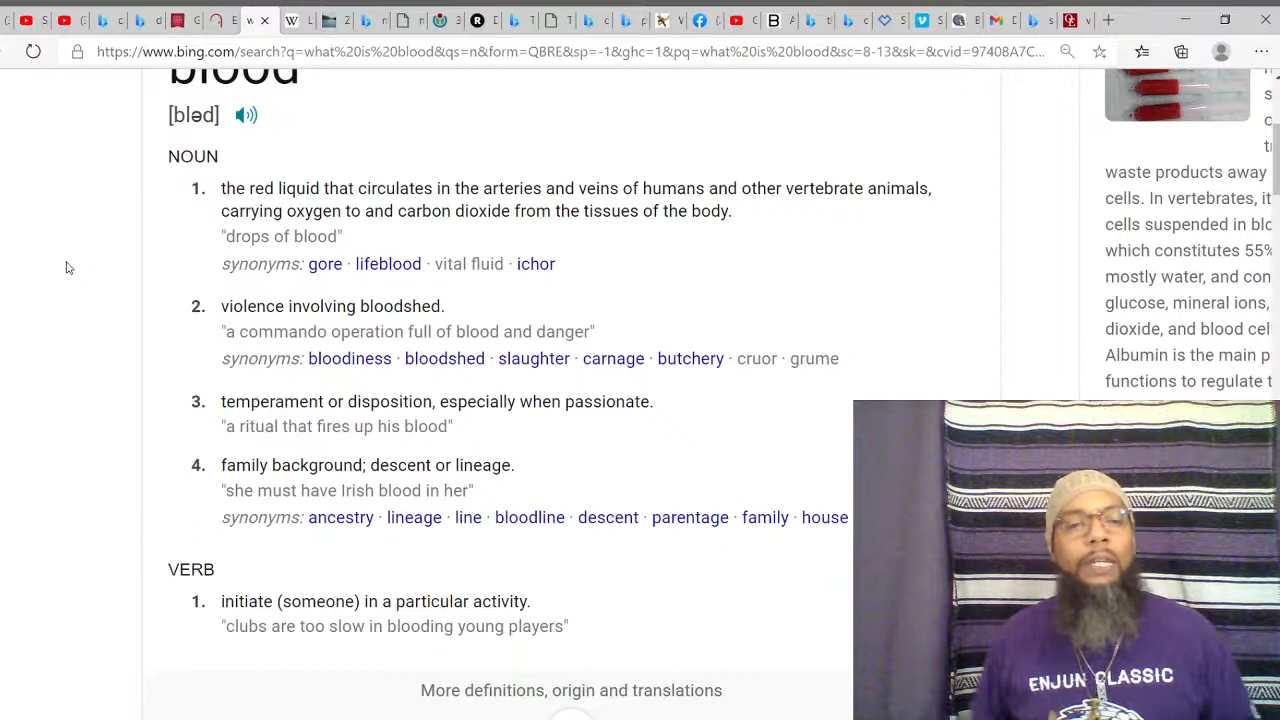 https://www.bing.com/search?q=what%20is%20blood&qs=n&form=QBRE&sp=-1&ghc=1&pq=what%20is%20blood&sc=8-13&sk=&cvid=97408A7C...
blood
[bləd]
NOUN
1. the red liquid that circulates in the arteries and veins of humans and other vertebrate animals,
carrying oxygen to and carbon dioxide from the tissues of the body.
"drops of blood"
synonyms: gore · lifeblood · vital fluid · ichor
2. violence involving bloodshed.
"a commando operation full of blood and danger"
synonyms: bloodiness · bloodshed · slaughter · carnage · butchery · cruor · grume
3. temperament or disposition, especially when passionate.
"a ritual that fires up his blood"
4. family background; descent or lineage.
"she must have Irish blood in her"
synonyms: ancestry · lineage · line · bloodline · descent · parentage · family · house
VERB
1. initiate (someone) in a particular activity.
"clubs are too slow in blooding young players"
More definitions, origin and translations
waste products away
cells. In vertebrates, it
cells suspended in blo
which constitutes 55%
mostly water, and con
glucose, mineral ions,
dioxide, and blood cel
Albumin is the main p
functions to regulate t
ENJUN CLASSIC